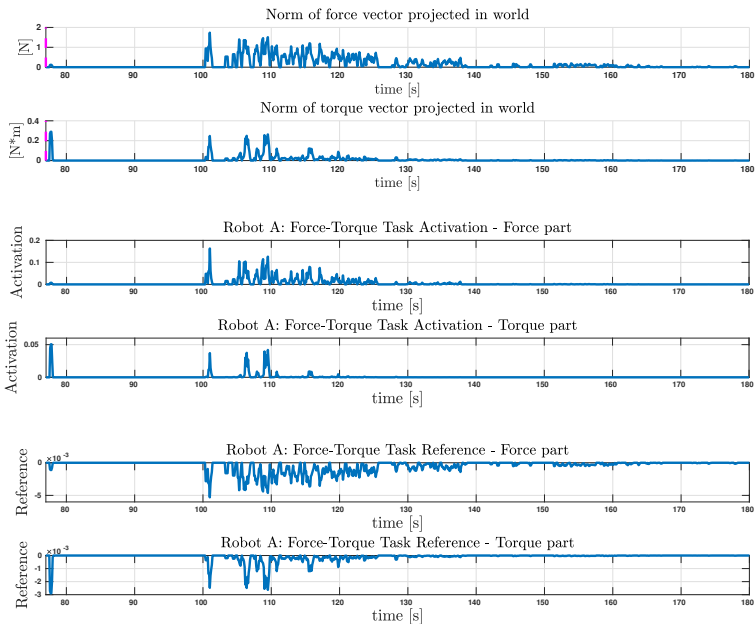 Norm of force vector projected in world
[N]
2
1
0
80 90 100 110 120 130 140 150 160 170 180
time [s]
Norm of torque vector projected in world
[N*m]
0.4
0.2
0
80 90 100 110 120 130 140 150 160 170 180
time [s]
Robot A: Force-Torque Task Activation - Force part
Activation
0.2
0.1
0
80 90 100 110 120 130 140 150 160 170 180
time [s]
Robot A: Force-Torque Task Activation - Torque part
Activation
0.05
0
80 90 100 110 120 130 140 150 160 170 180
time [s]
Robot A: Force-Torque Task Reference - Force part
Reference
×10⁻³
0
-5
80 90 100 110 120 130 140 150 160 170 180
time [s]
Robot A: Force-Torque Task Reference - Torque part
Reference
×10⁻³
0
-1
-2
-3
80 90 100 110 120 130 140 150 160 170 180
time [s]